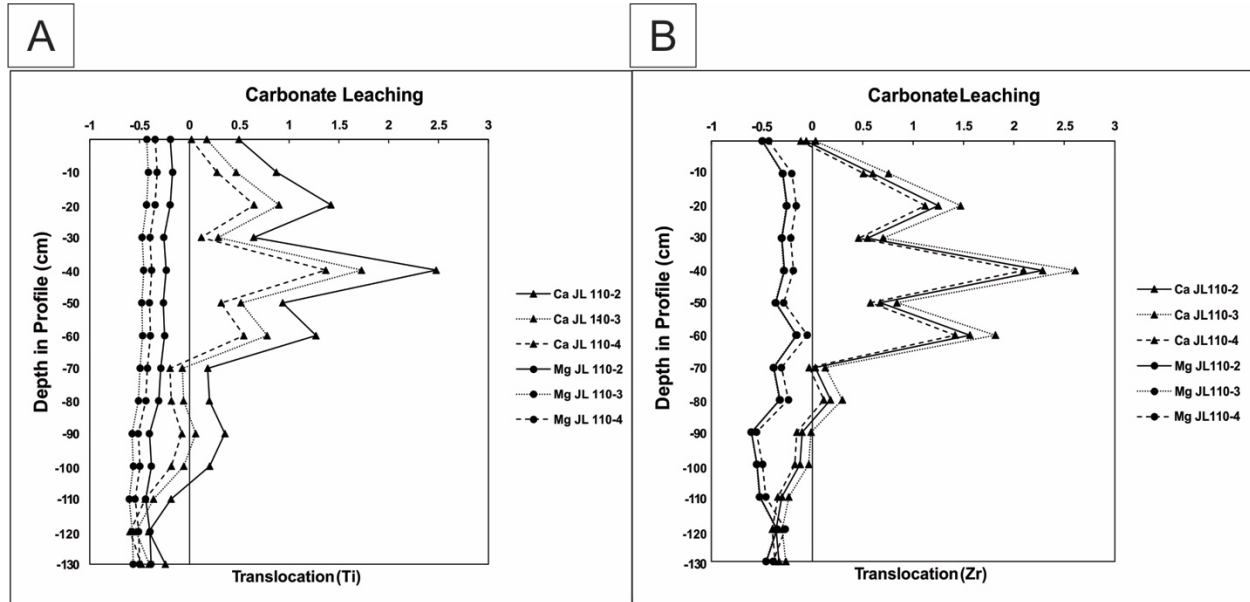 A
Carbonate Leaching
-1 -0.5 0 0.5 1 1.5 2 2.5 3
Depth in Profile (cm)
-10
-20
-30
-40
-50
-60
-70
-80
-90
-100
-110
-120
-130
Translocation (Ti)
Ca JL 110-2
Ca JL 140-3
Ca JL 110-4
Mg JL 110-2
Mg JL 110-3
Mg JL 110-4
B
Carbonate Leaching
-1 -0.5 0 0.5 1 1.5 2 2.5 3
Depth in Profile (cm)
-10
-20
-30
-40
-50
-60
-70
-80
-90
-100
-110
-120
-130
Translocation (Zr)
Ca JL110-2
Ca JL110-3
Ca JL110-4
Mg JL110-2
Mg JL110-3
Mg JL110-4